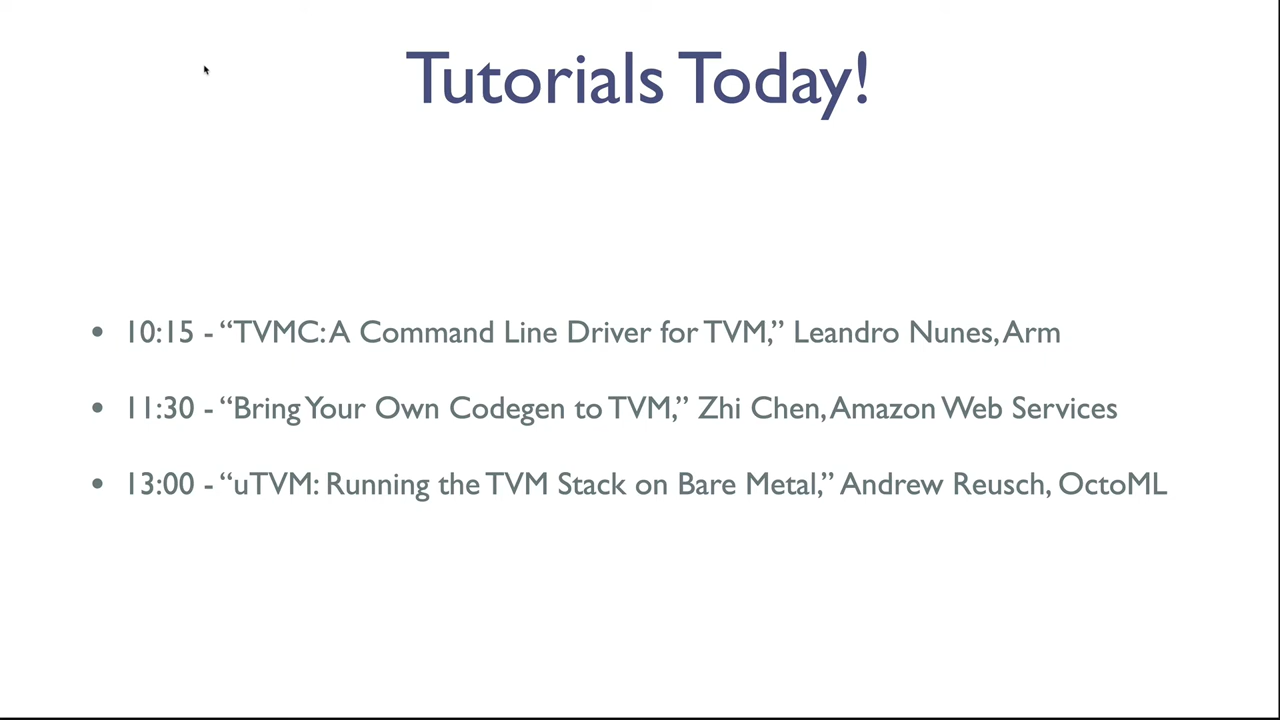 Tutorials Today!
• 10:15 - “TVMC: A Command Line Driver for TVM,” Leandro Nunes, Arm
• 11:30 - “Bring Your Own Codegen to TVM,” Zhi Chen, Amazon Web Services
• 13:00 - “uTVM: Running the TVM Stack on Bare Metal,” Andrew Reusch, OctoML